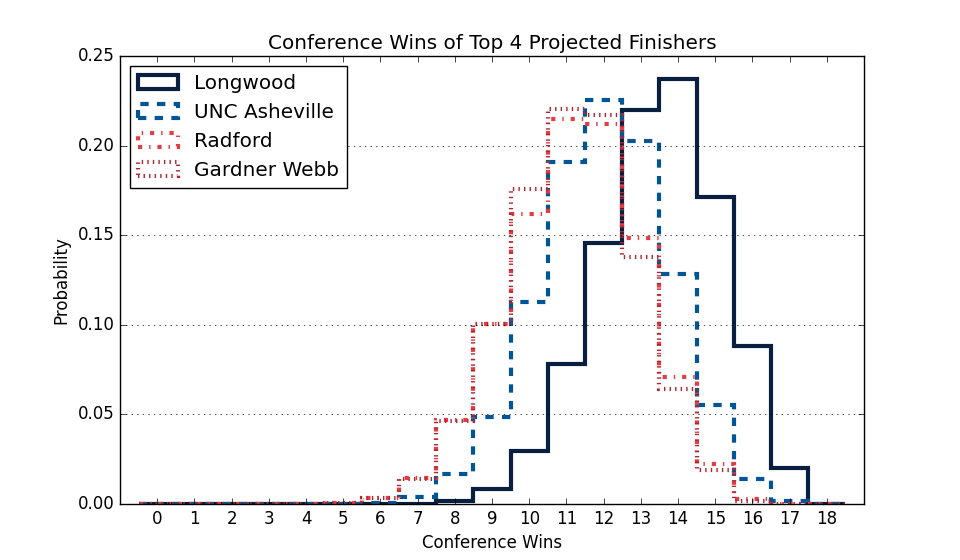 Conference Wins of Top 4 Projected Finishers
0.25
0.20
0.15
0.10
0.05
0.00
Probability
Longwood
UNC Asheville
Radford
Gardner Webb
0 1 2 3 4 5 6 7 8 9 10 11 12 13 14 15 16 17 18
Conference Wins